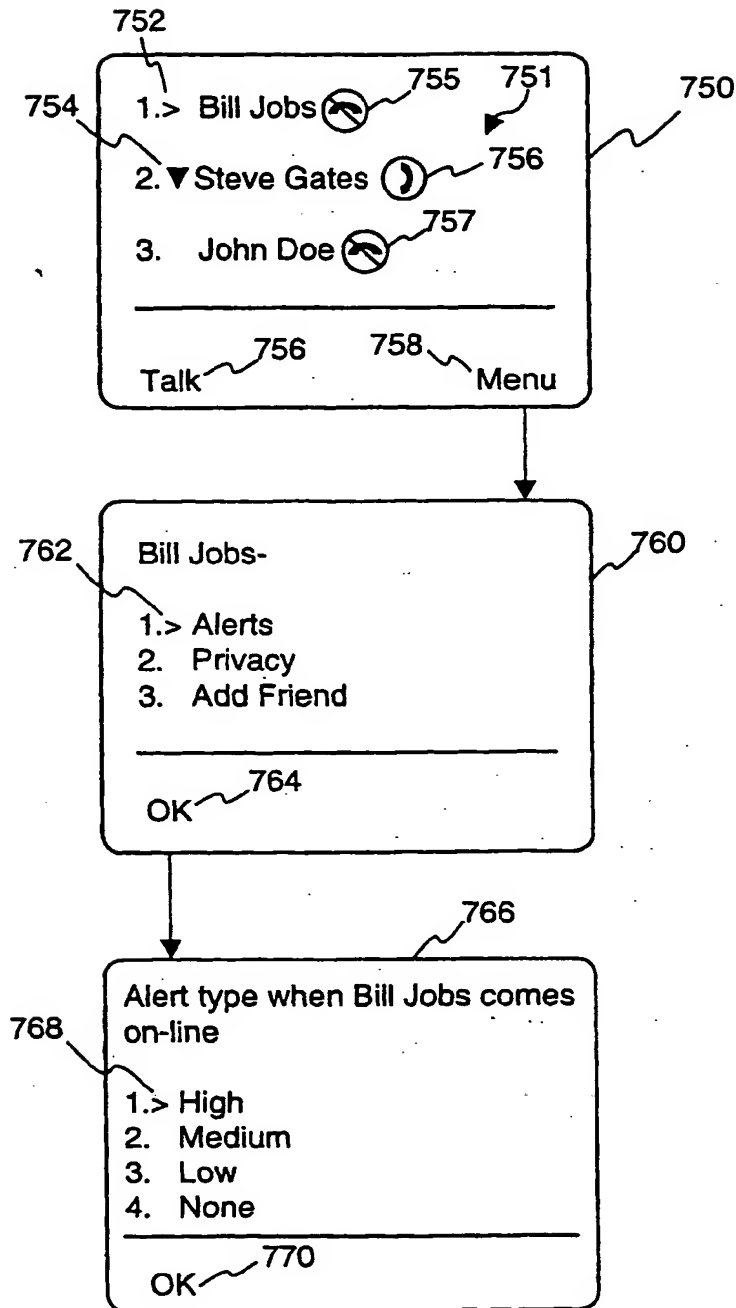 752
1.> Bill Jobs 755 751 750
754
2. ▼ Steve Gates 756
3. John Doe 757
Talk 756 758 Menu
762 Bill Jobs- 760
1.> Alerts
2. Privacy
3. Add Friend
OK 764
766
Alert type when Bill Jobs comes
on-line
768
1.> High
2. Medium
3. Low
4. None
OK 770